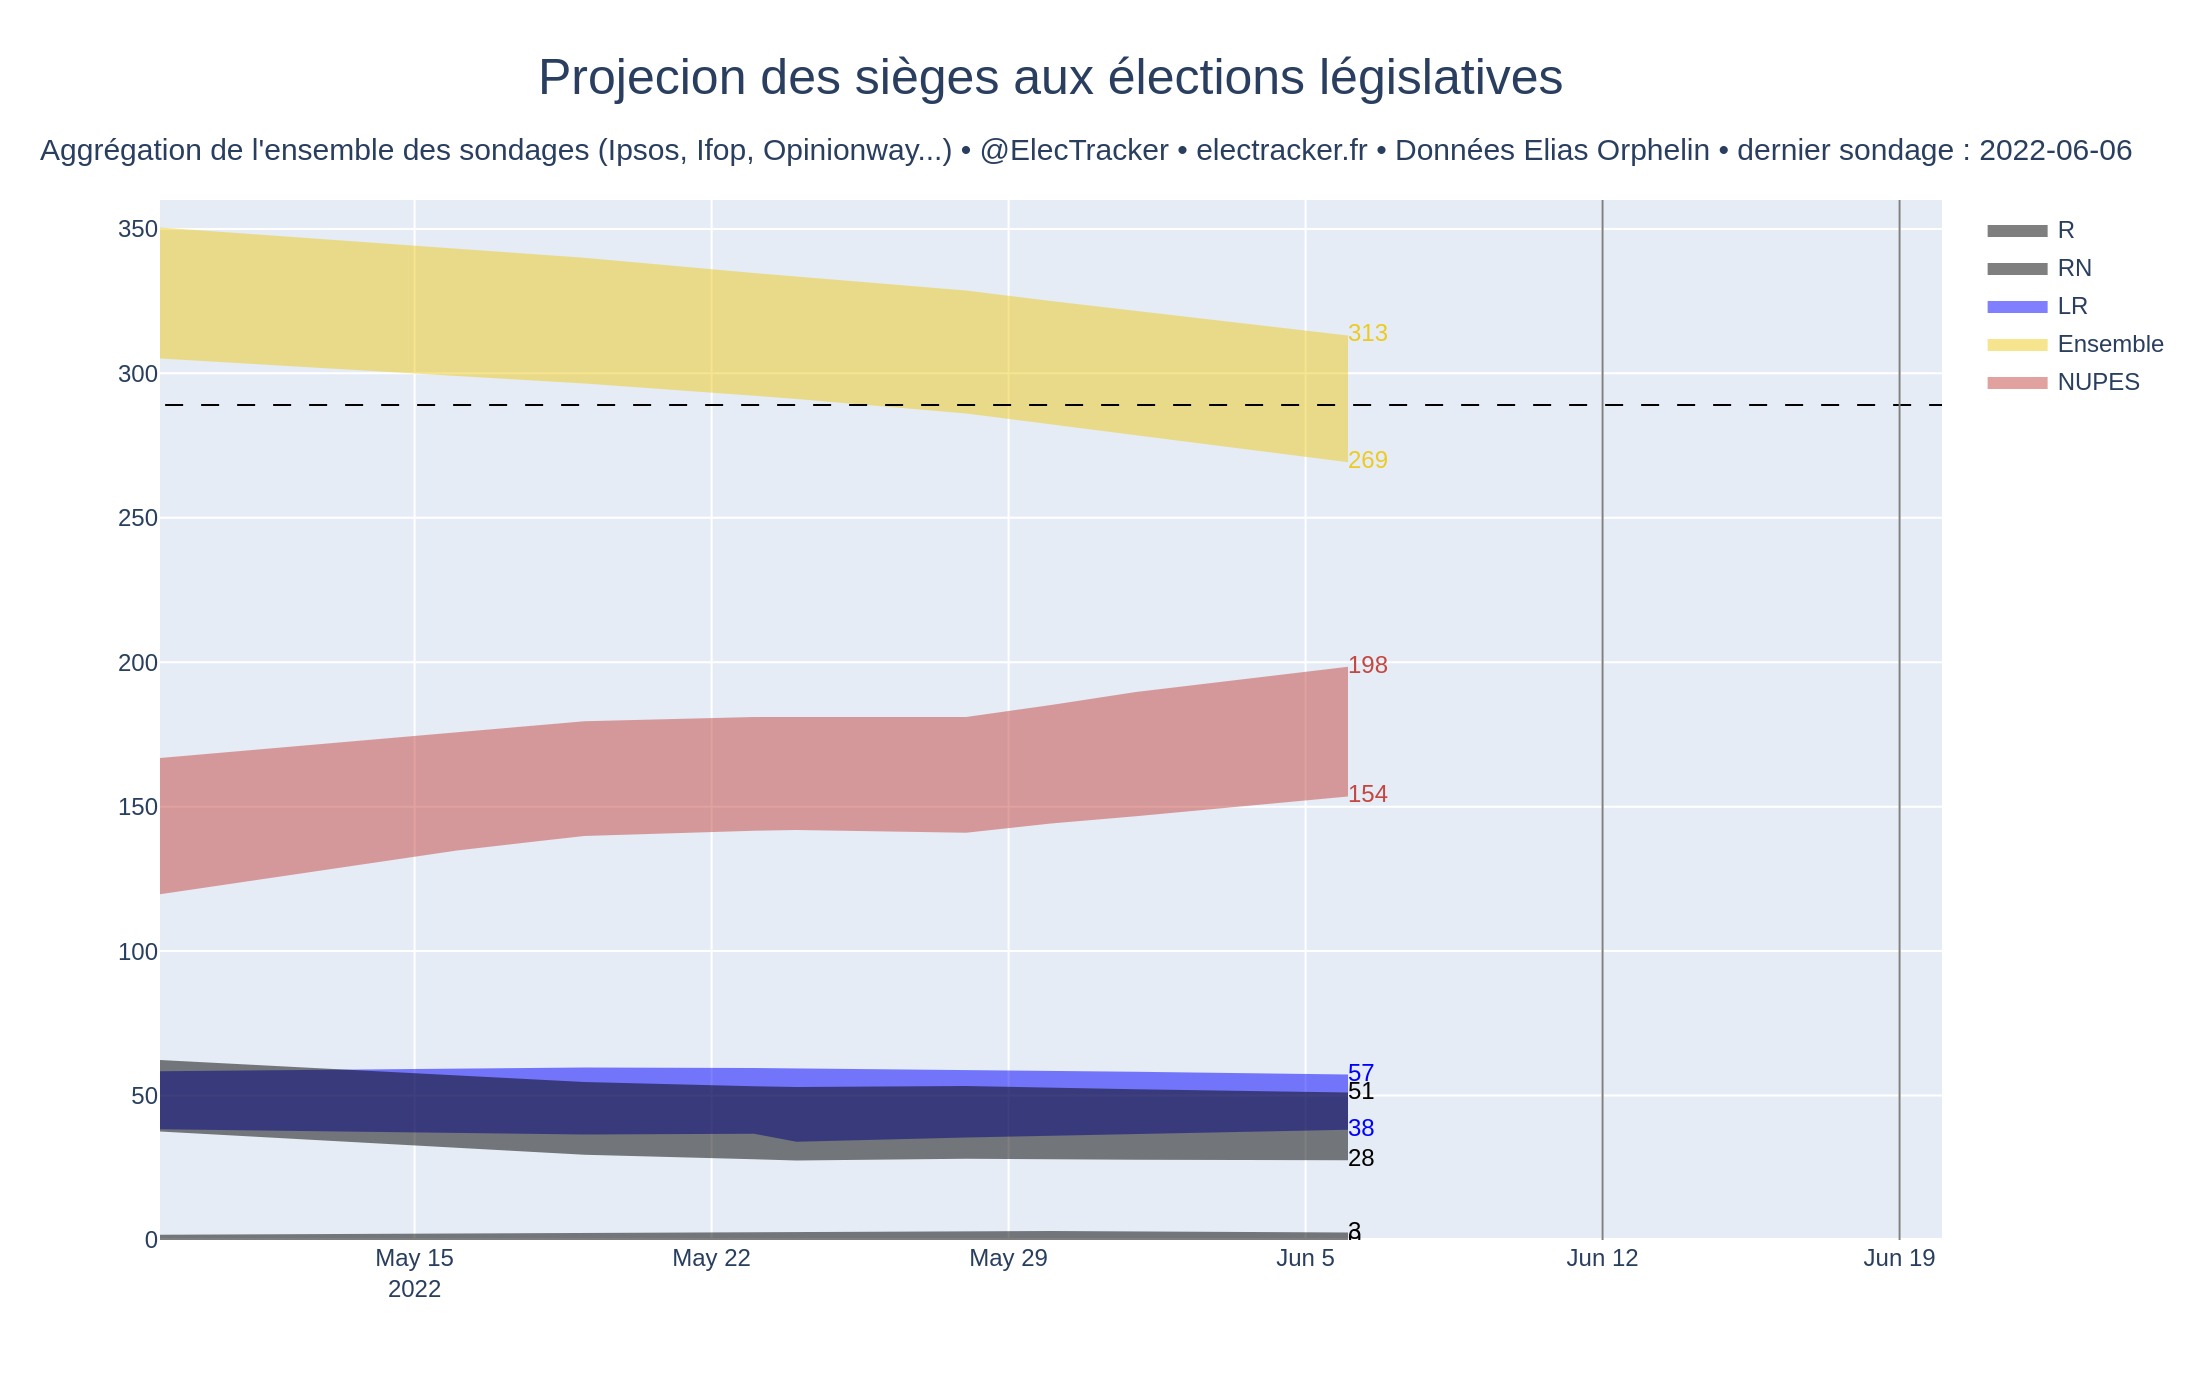 Projecion des sièges aux élections législatives
Aggrégation de l'ensemble des sondages (Ipsos, Ifop, Opinionway...) • @ElecTracker • electracker.fr • Données Elias Orphelin • dernier sondage : 2022-06-06
350
300
250
200
150
100
50
0
313
269
198
154
57
51
38
28
3
May 15
2022
May 22
May 29
Jun 5
Jun 12
Jun 19
R
RN
LR
Ensemble
NUPES